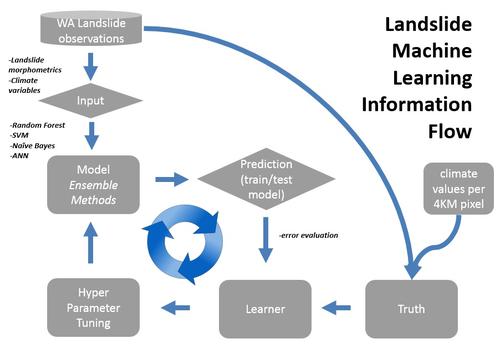 WA Landslide
observations
Landslide
Machine
Learning
Information
Flow
-Landslide
morphometrics
-Climate
variables
Input
-Random Forest
-SVM
-Naïve Bayes
-ANN
Model
Ensemble
Methods
Prediction
(train/test
model)
climate
values per
4KM pixel
-error evaluation
Hyper
Parameter
Tuning
Learner
Truth